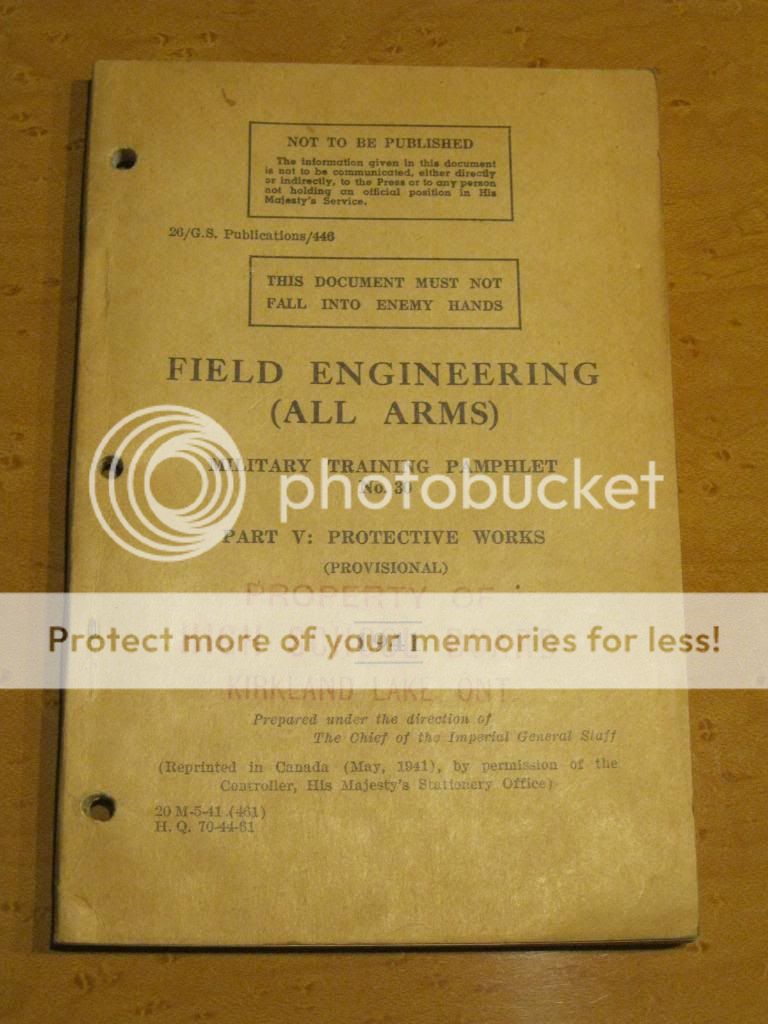 NOT TO BE PUBLISHED
The information given in this document
is not to be communicated, either directly
or indirectly, to the Press or to any person
not holding an official position in His
Majesty's Service.
26/G.S. Publications/446
THIS DOCUMENT MUST NOT
FALL INTO ENEMY HANDS
FIELD ENGINEERING
(ALL ARMS)
MILITARY TRAINING PAMPHLET
No. 30
photobucket
PART V: PROTECTIVE WORKS
(PROVISIONAL)
PROPERTY OF
Protect more of your memories for less!
1941
HIGH
KIRKLAND LAKE ONT.
Prepared under the direction of
The Chief of the Imperial General Staff
(Reprinted in Canada (May, 1941), by permission of the
Controller, His Majesty's Stationery Office)
20 M-5-41 (461)
H. Q. 70-44-61